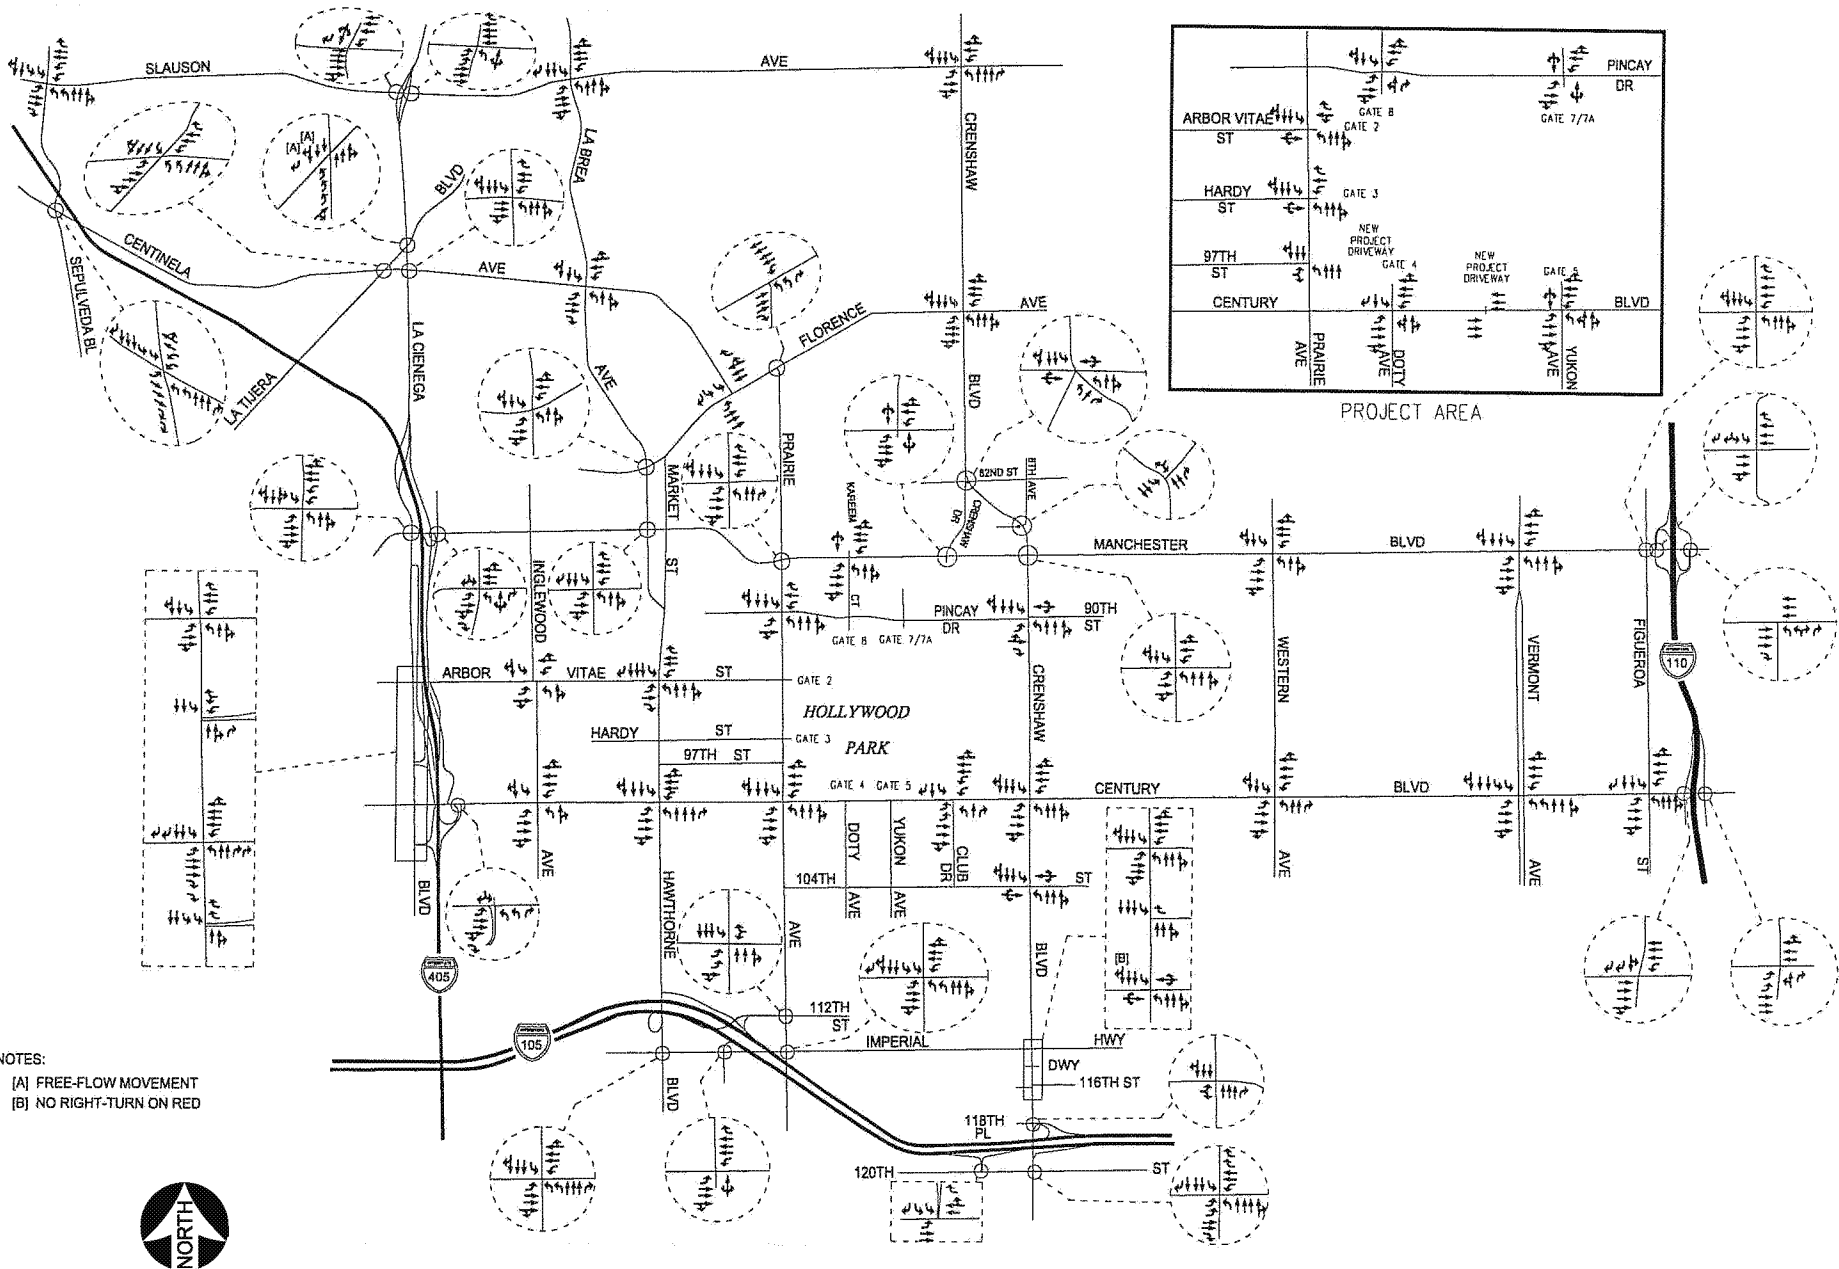 SLAUSON
AVE
LA BREA
AVE
CRENSHAW
BLVD
[A]
[A]
BLVD
CENTINELA
AVE
SEPULVEDA BL
LA CIENEGA
LA TIJERA
FLORENCE
AVE
PRAIRIE
MARKET
ST
82ND ST
8TH AVE
CRENSHAW
DR
KAREEM
CT
MANCHESTER
BLVD
INGLEWOOD
AVE
PINCAY
DR
90TH
ST
GATE 8
GATE 7/7A
ARBOR
VITAE
ST
GATE 2
HOLLYWOOD
PARK
HARDY
ST
GATE 3
97TH
ST
GATE 4
GATE 5
CENTURY
BLVD
CRENSHAW
BLVD
WESTERN
AVE
VERMONT
AVE
FIGUEROA
ST
110
DOTY
AVE
YUKON
AVE
CLUB
DR
104TH
ST
HAWTHORNE
BLVD
AVE
BLVD
405
105
112TH
ST
IMPERIAL
HWY
[B]
DWY
116TH ST
118TH
PL
120TH
ST
PINCAY
DR
GATE 8
GATE 7/7A
ARBOR VITAE
ST
GATE 2
HARDY
ST
GATE 3
97TH
ST
NEW
PROJECT
DRIVEWAY
GATE 4
NEW
PROJECT
DRIVEWAY
GATE 5
CENTURY
BLVD
PRAIRIE
AVE
DOTY
AVE
YUKON
AVE
PROJECT AREA
NOTES:
[A] FREE-FLOW MOVEMENT
[B] NO RIGHT-TURN ON RED
NORTH